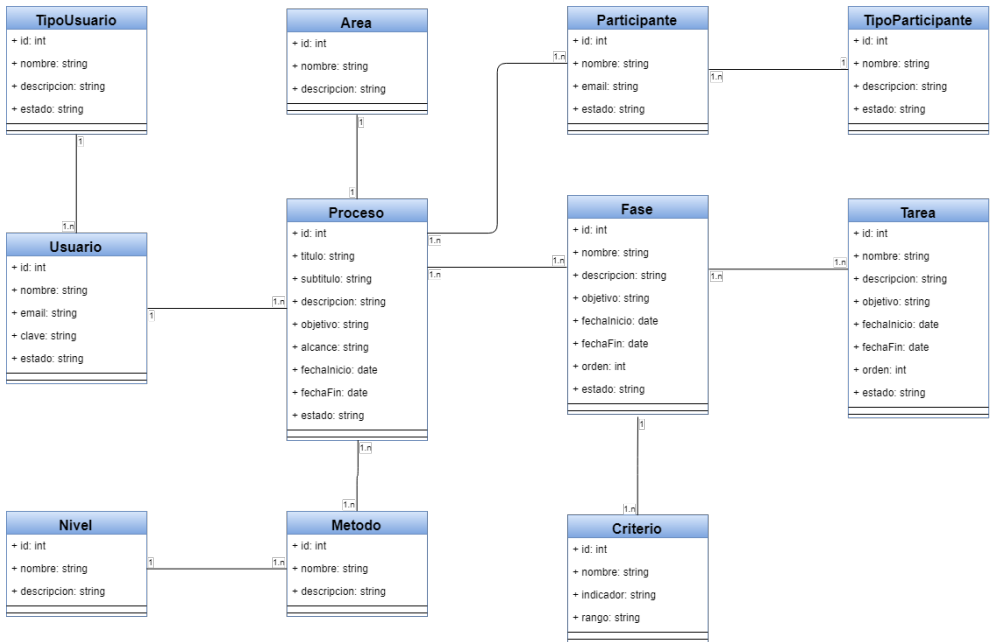 TipoUsuario
+ id: int
+ nombre: string
+ descripcion: string
+ estado: string
1
1.n
Area
+ id: int
+ nombre: string
+ descripcion: string
1
1
Participante
+ id: int
+ nombre: string
+ email: string
+ estado: string
1.n
1.n
TipoParticipante
+ id: int
+ nombre: string
+ descripcion: string
+ estado: string
1
Usuario
+ id: int
+ nombre: string
+ email: string
+ clave: string
+ estado: string
1
Proceso
+ id: int
+ titulo: string
+ subtitulo: string
+ descripcion: string
+ objetivo: string
+ alcance: string
+ fechaInicio: date
+ fechaFin: date
+ estado: string
1.n
1.n
1.n
1.n
Fase
+ id: int
+ nombre: string
+ descripcion: string
+ objetivo: string
+ fechaInicio: date
+ fechaFin: date
+ orden: int
+ estado: string
1.n
1.n
1
Tarea
+ id: int
+ nombre: string
+ descripcion: string
+ objetivo: string
+ fechaInicio: date
+ fechaFin: date
+ orden: int
+ estado: string
1.n
Nivel
+ id: int
+ nombre: string
+ descripcion: string
1
Metodo
+ id: int
+ nombre: string
+ descripcion: string
1.n
1.n
Criterio
+ id: int
+ nombre: string
+ indicador: string
+ rango: string
1.n